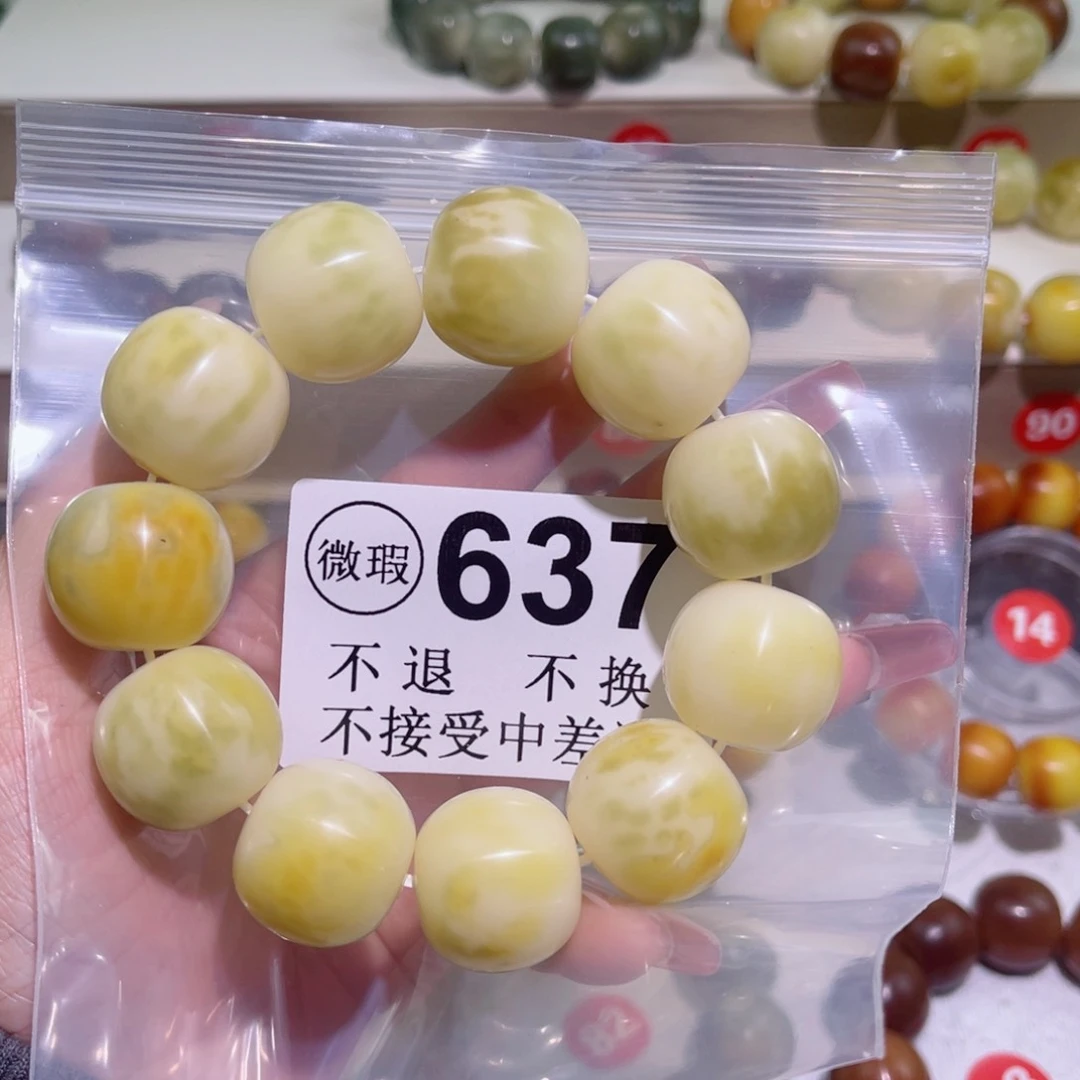 微瑕 637
不退 不换
不接受中差
90
14